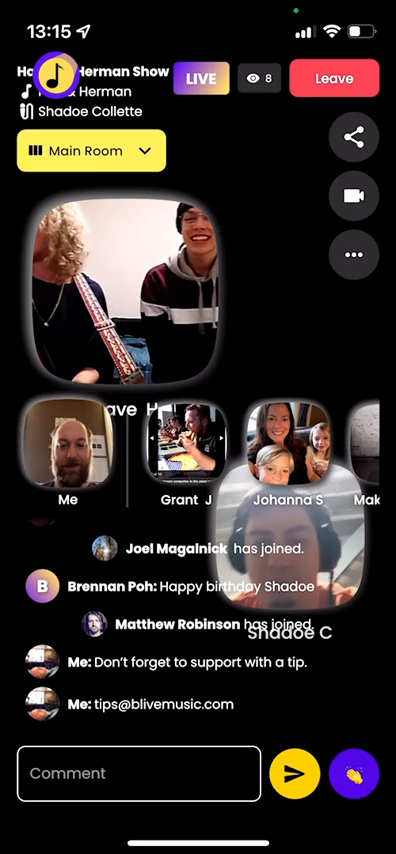 13:15
Ha Herman Show
LIVE
8
Leave
& Herman
Shadoe Collette
Main Room
ave H
Me
Grant J
Johanna S
Mak
Joel Magalnick has joined.
B
Brennan Poh: Happy birthday Shadoe
Matthew Robinson has joined.
Shadoe C
Me: Don't forget to support with a tip.
Me: tips@blivemusic.com
Comment